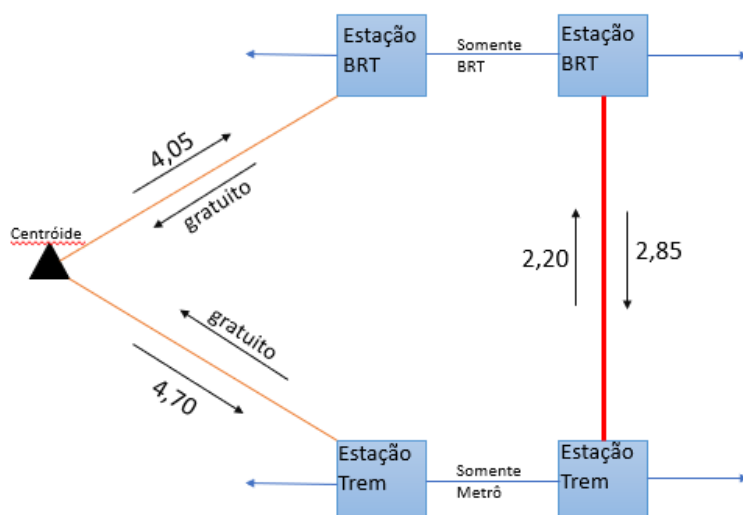 Estação
BRT
Somente
BRT
Estação
BRT
4,05
gratuito
Centróide
2,20
2,85
gratuito
4,70
Estação
Trem
Somente
Metrô
Estação
Trem